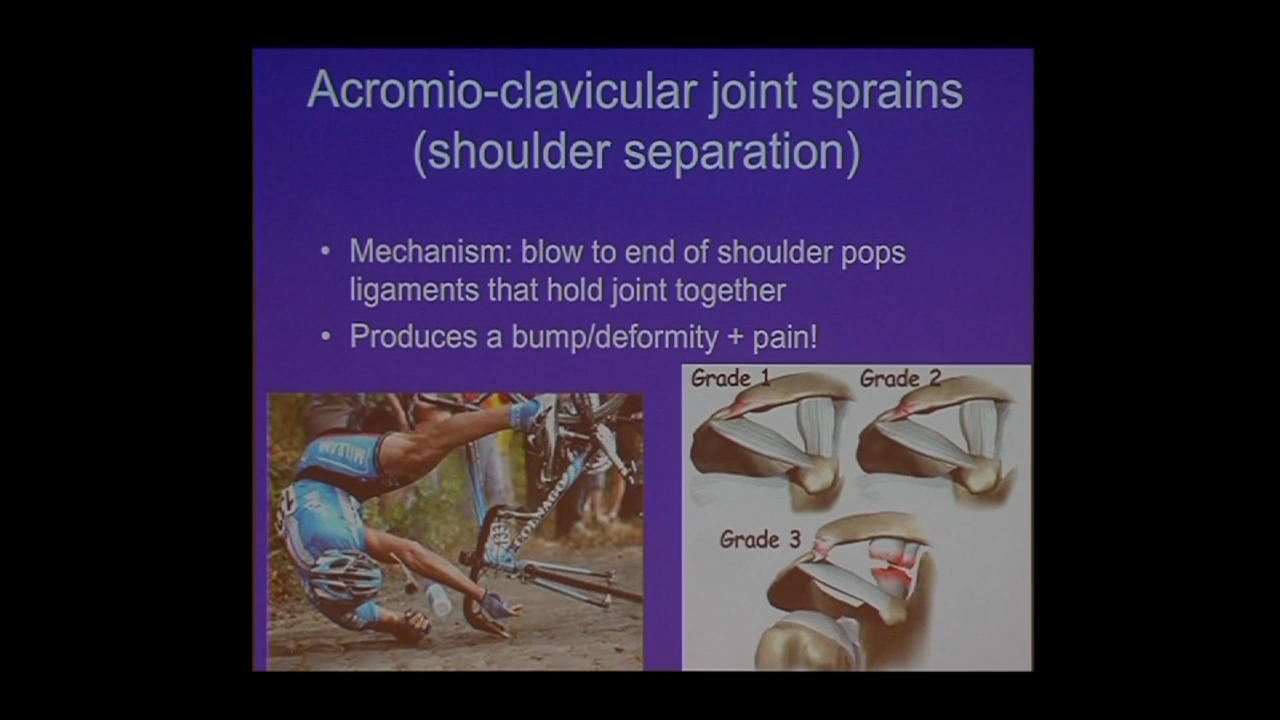 Acromio-clavicular joint sprains
(shoulder separation)
• Mechanism: blow to end of shoulder pops
ligaments that hold joint together
• Produces a bump/deformity + pain!
Grade 1
Grade 2
Grade 3
COLNAGO